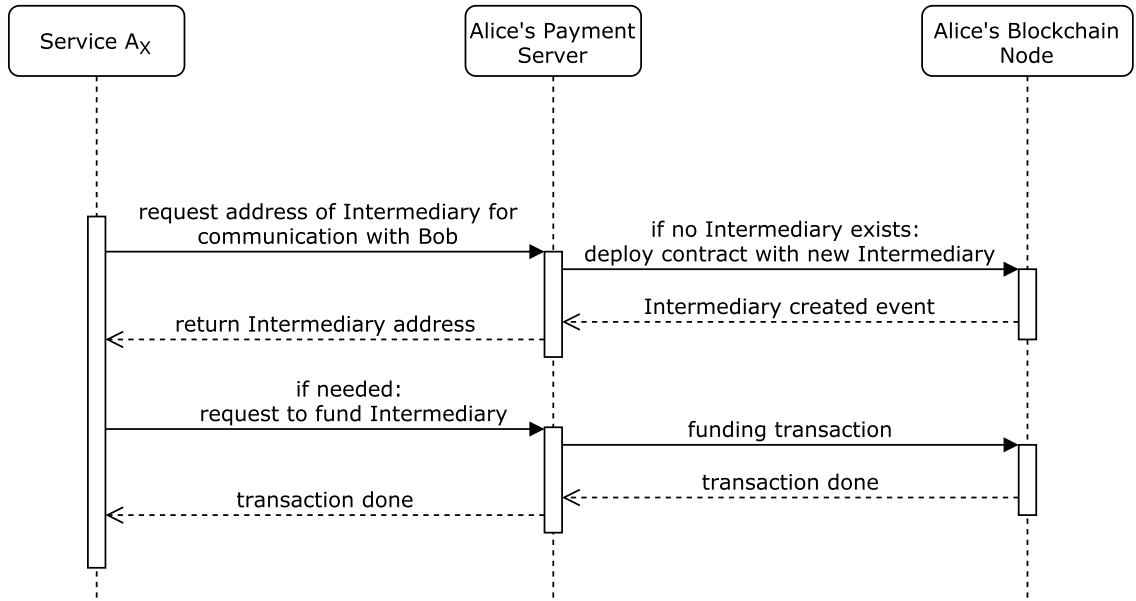 Service AX
Alice's Payment
Server
Alice's Blockchain
Node
request address of Intermediary for
communication with Bob
if no Intermediary exists:
deploy contract with new Intermediary
Intermediary created event
return Intermediary address
if needed:
request to fund Intermediary
funding transaction
transaction done
transaction done